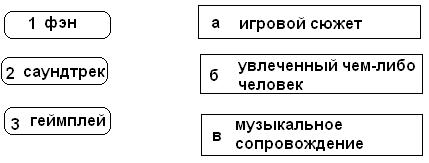 1 фэн
2 саундтрек
3 геймплей
а игровой сюжет
б увлеченный чем-либо
человек
в музыкальное
сопровождение